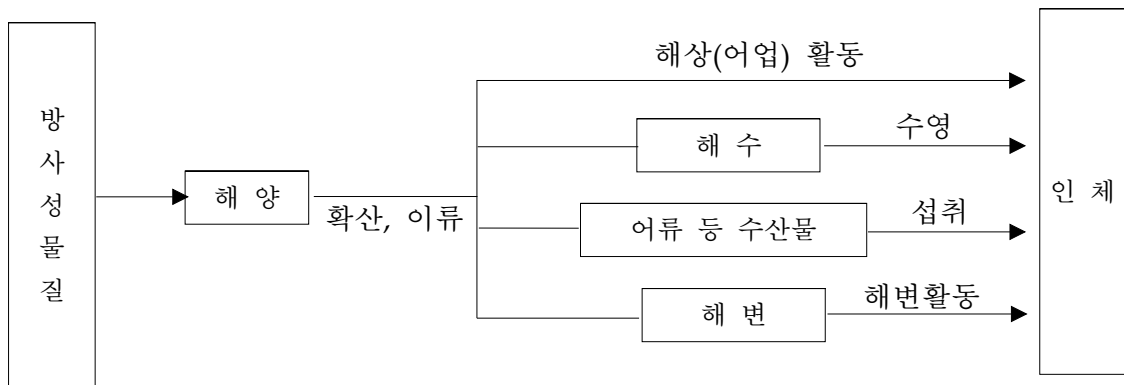 방사성물질
해 양
확산, 이류
해상(어업) 활동
해 수
수영
어류 등 수산물
섭취
해 변
해변활동
인 체